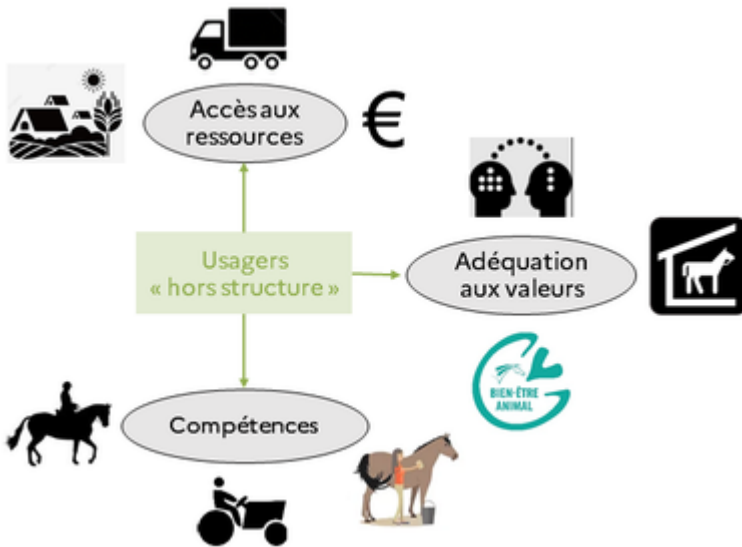 Accès aux
ressources
€
Usagers
« hors structure »
Adéquation
aux valeurs
BIEN-ÊTRE
ANIMAL
Compétences